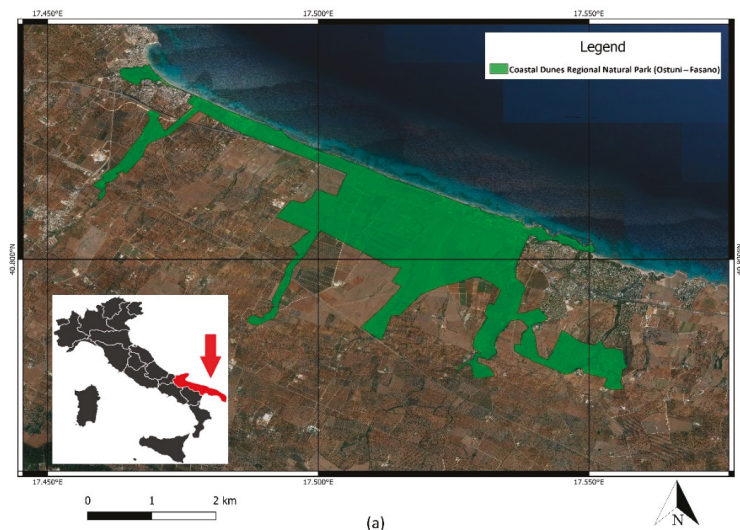 17.450°E 17.500°E 17.550°E
Legend
Coastal Dunes Regional Natural Park (Ostuni – Fasano)
40.800°N
17.450°E 17.500°E 17.550°E
0 1 2 km
(a)
N